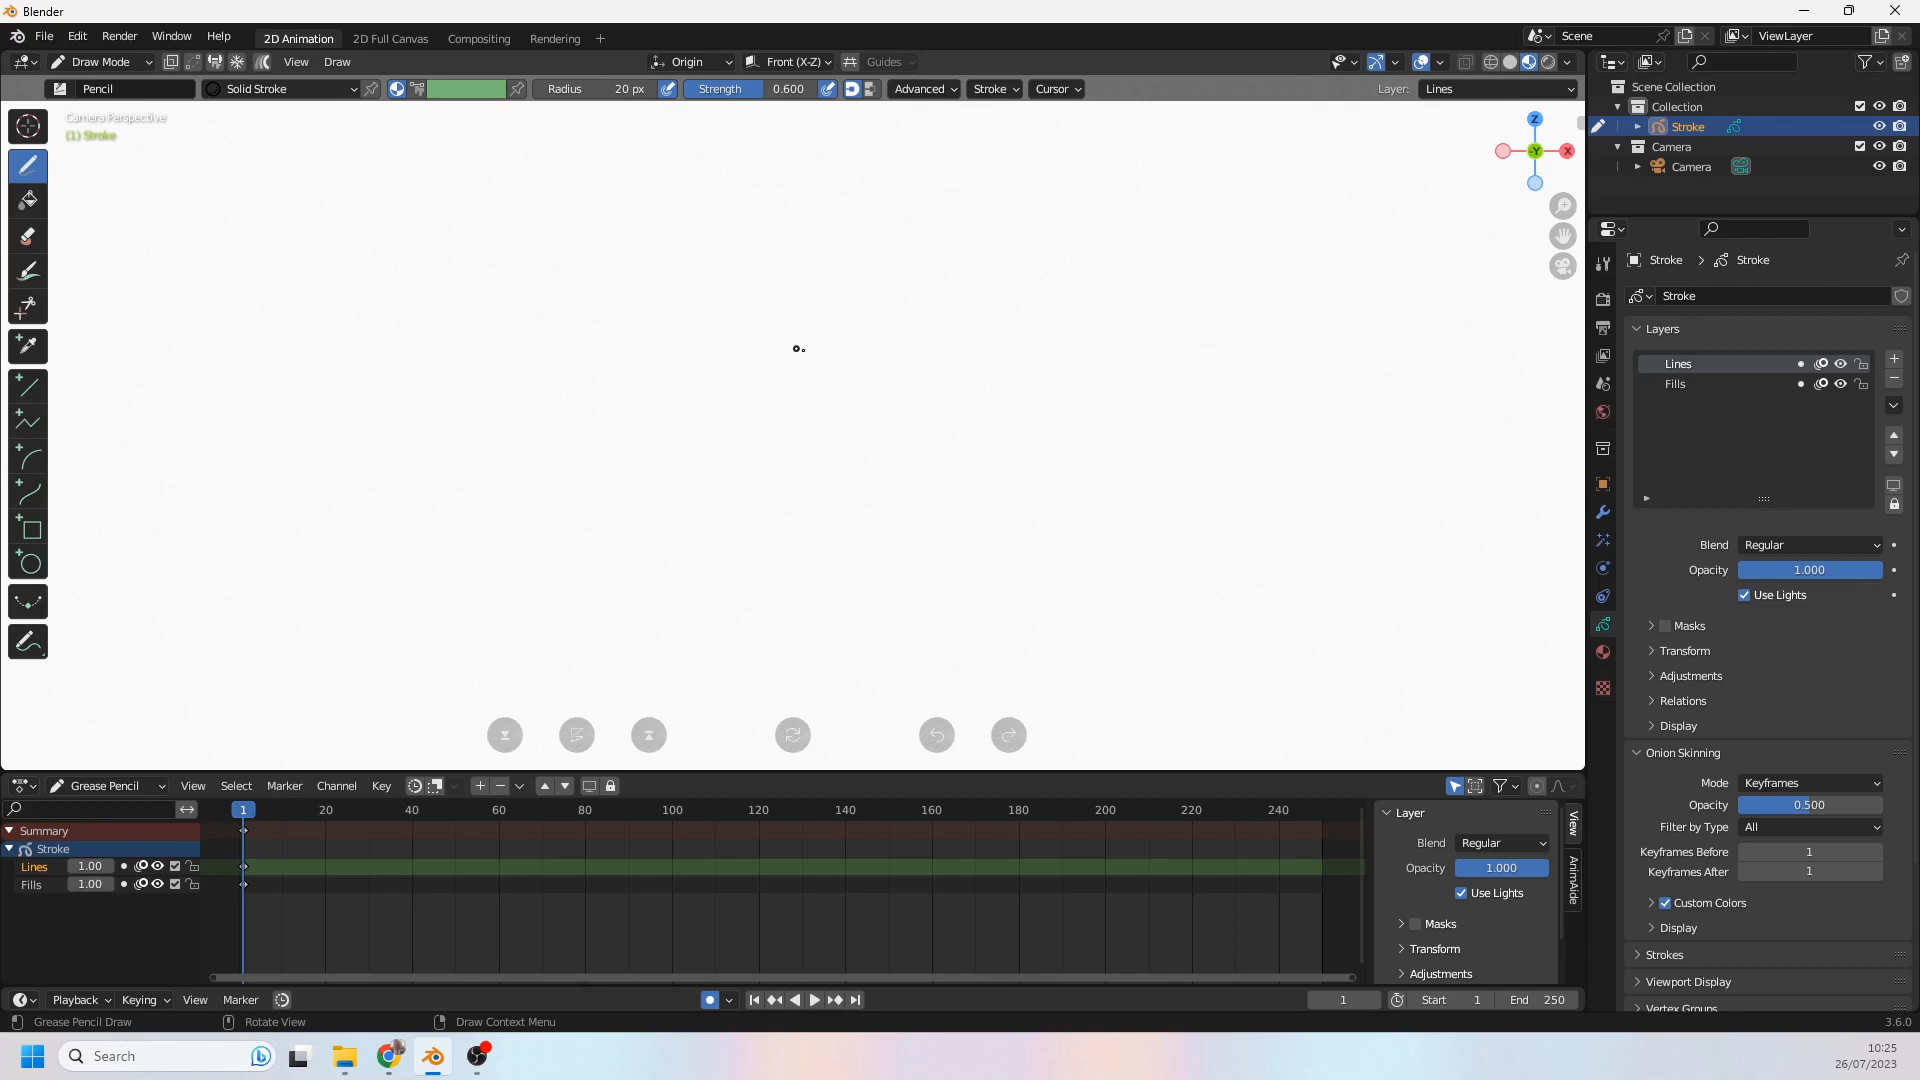 Blender
File Edit Render Window Help 2D Animation 2D Full Canvas Compositing Rendering + Scene ViewLayer
Draw Mode View Draw Origin Front (X-Z) Guides
Pencil Solid Stroke Radius 20 px Strength 0.600 Advanced Stroke Cursor Layer: Lines
Camera Perspective
(1) Stroke
Z
-Y X
Scene Collection
Collection
Stroke
Camera
Camera
Stroke > Stroke
Stroke
Layers
Lines
Fills
Blend Regular
Opacity 1.000
Use Lights
Masks
Transform
Adjustments
Relations
Display
Onion Skinning
Mode Keyframes
Opacity 0.500
Filter by Type All
Keyframes Before 1
Keyframes After 1
Custom Colors
Display
Strokes
Viewport Display
Vertex Groups
Grease Pencil View Select Marker Channel Key
1 20 40 60 80 100 120 140 160 180 200 220 240
Summary
Stroke
Lines 1.00
Fills 1.00
Layer
Blend Regular
Opacity 1.000
Use Lights
Masks
Transform
Adjustments
View
AnimAide
Playback Keying View Marker 1 Start 1 End 250
Grease Pencil Draw Rotate View Draw Context Menu 3.6.0
Search
10:25
26/07/2023